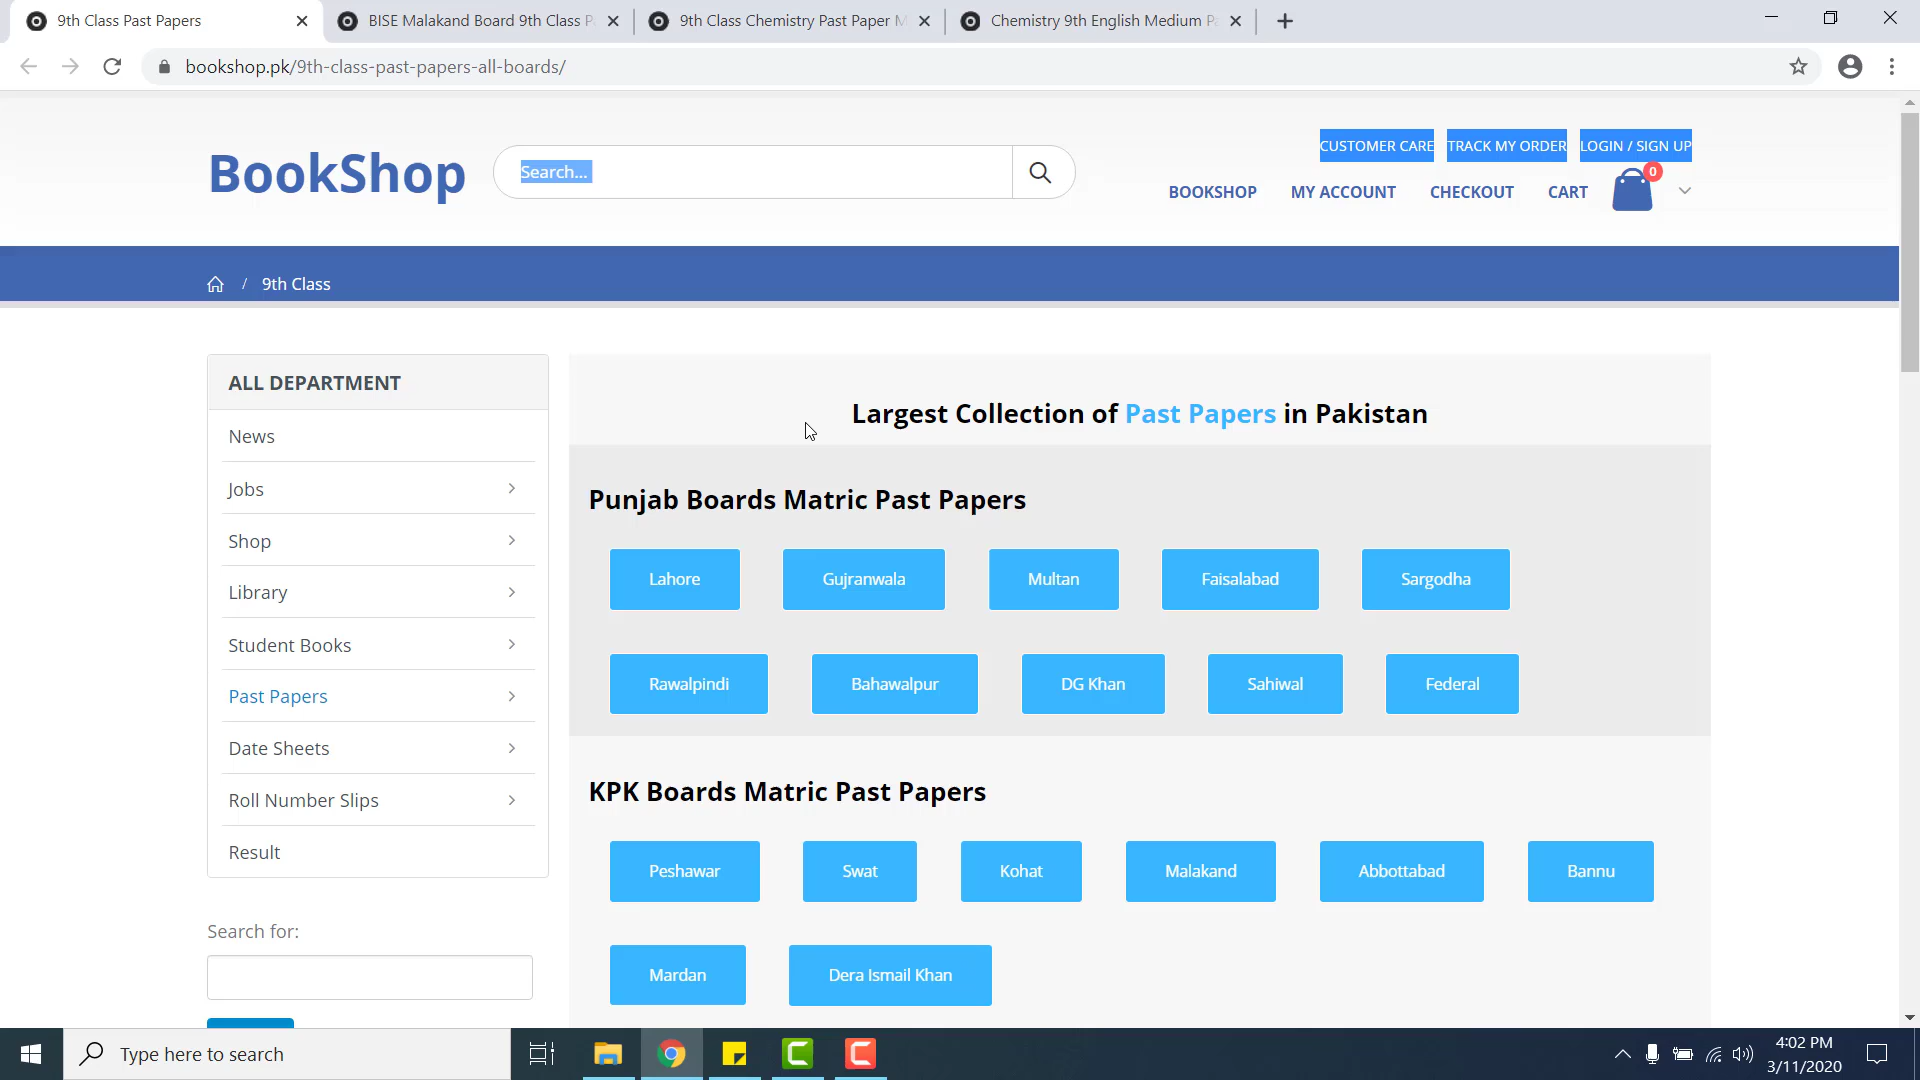 9th Class Past Papers
BISE Malakand Board 9th Class P
9th Class Chemistry Past Paper M
Chemistry 9th English Medium Pa
bookshop.pk/9th-class-past-papers-all-boards/
CUSTOMER CARE TRACK MY ORDER LOGIN / SIGN UP
BookShop
Search...
BOOKSHOP MY ACCOUNT CHECKOUT CART 0
/ 9th Class
ALL DEPARTMENT
News
Jobs
Shop
Library
Student Books
Past Papers
Date Sheets
Roll Number Slips
Result
Search for:
Largest Collection of Past Papers in Pakistan
Punjab Boards Matric Past Papers
Lahore Gujranwala Multan Faisalabad Sargodha
Rawalpindi Bahawalpur DG Khan Sahiwal Federal
KPK Boards Matric Past Papers
Peshawar Swat Kohat Malakand Abbottabad Bannu
Mardan Dera Ismail Khan
Type here to search
4:02 PM
3/11/2020